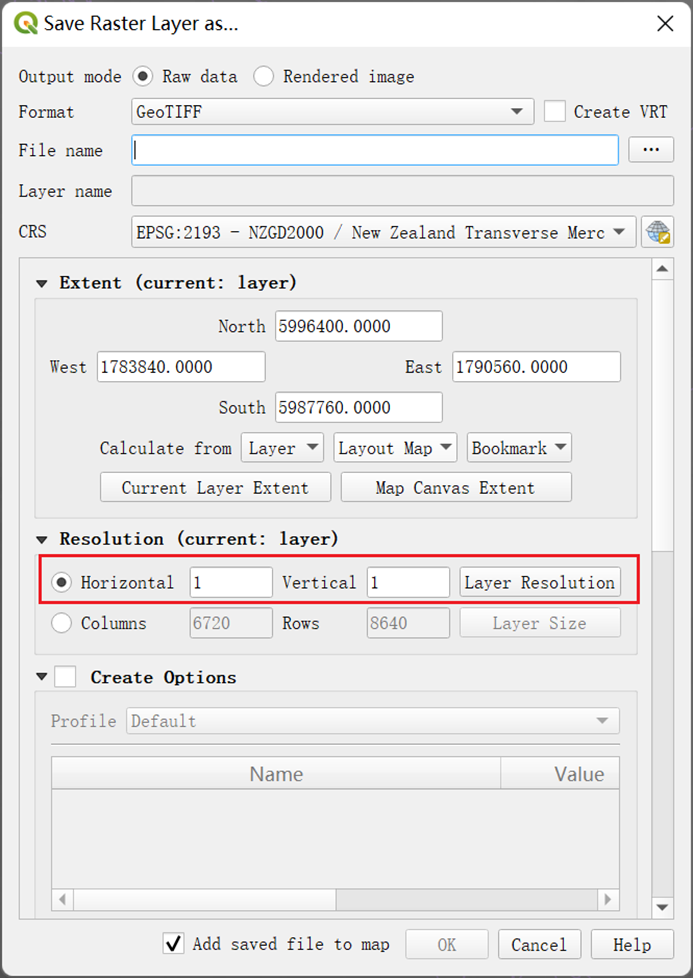 Save Raster Layer as...
Output mode Raw data Rendered image
Format GeoTIFF Create VRT
File name ...
Layer name
CRS EPSG:2193 - NZGD2000 / New Zealand Transverse Merc
Extent (current: layer)
North 5996400.0000
West 1783840.0000 East 1790560.0000
South 5987760.0000
Calculate from Layer Layout Map Bookmark
Current Layer Extent Map Canvas Extent
Resolution (current: layer)
Horizontal 1 Vertical 1 Layer Resolution
Columns 6720 Rows 8640 Layer Size
Create Options
Profile Default
Name Value
Add saved file to map OK Cancel Help